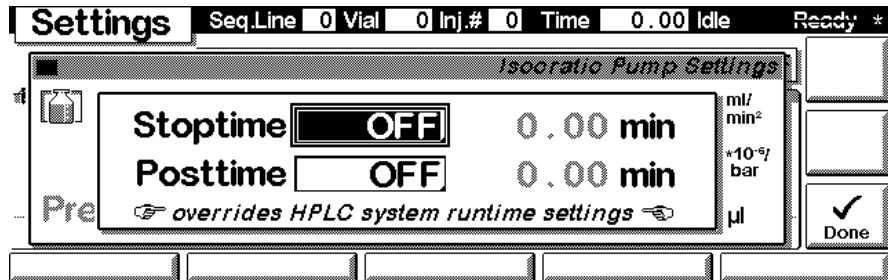 Settings Seq.Line 0 Vial 0 Inj.# 0 Time 0.00 Idle Ready *
Isocratic Pump Settings
ml/
min²
Stoptime OFF 0.00 min
*10⁻⁶/
bar
Posttime OFF 0.00 min
Pre
overrides HPLC system runtime settings
µl
Done